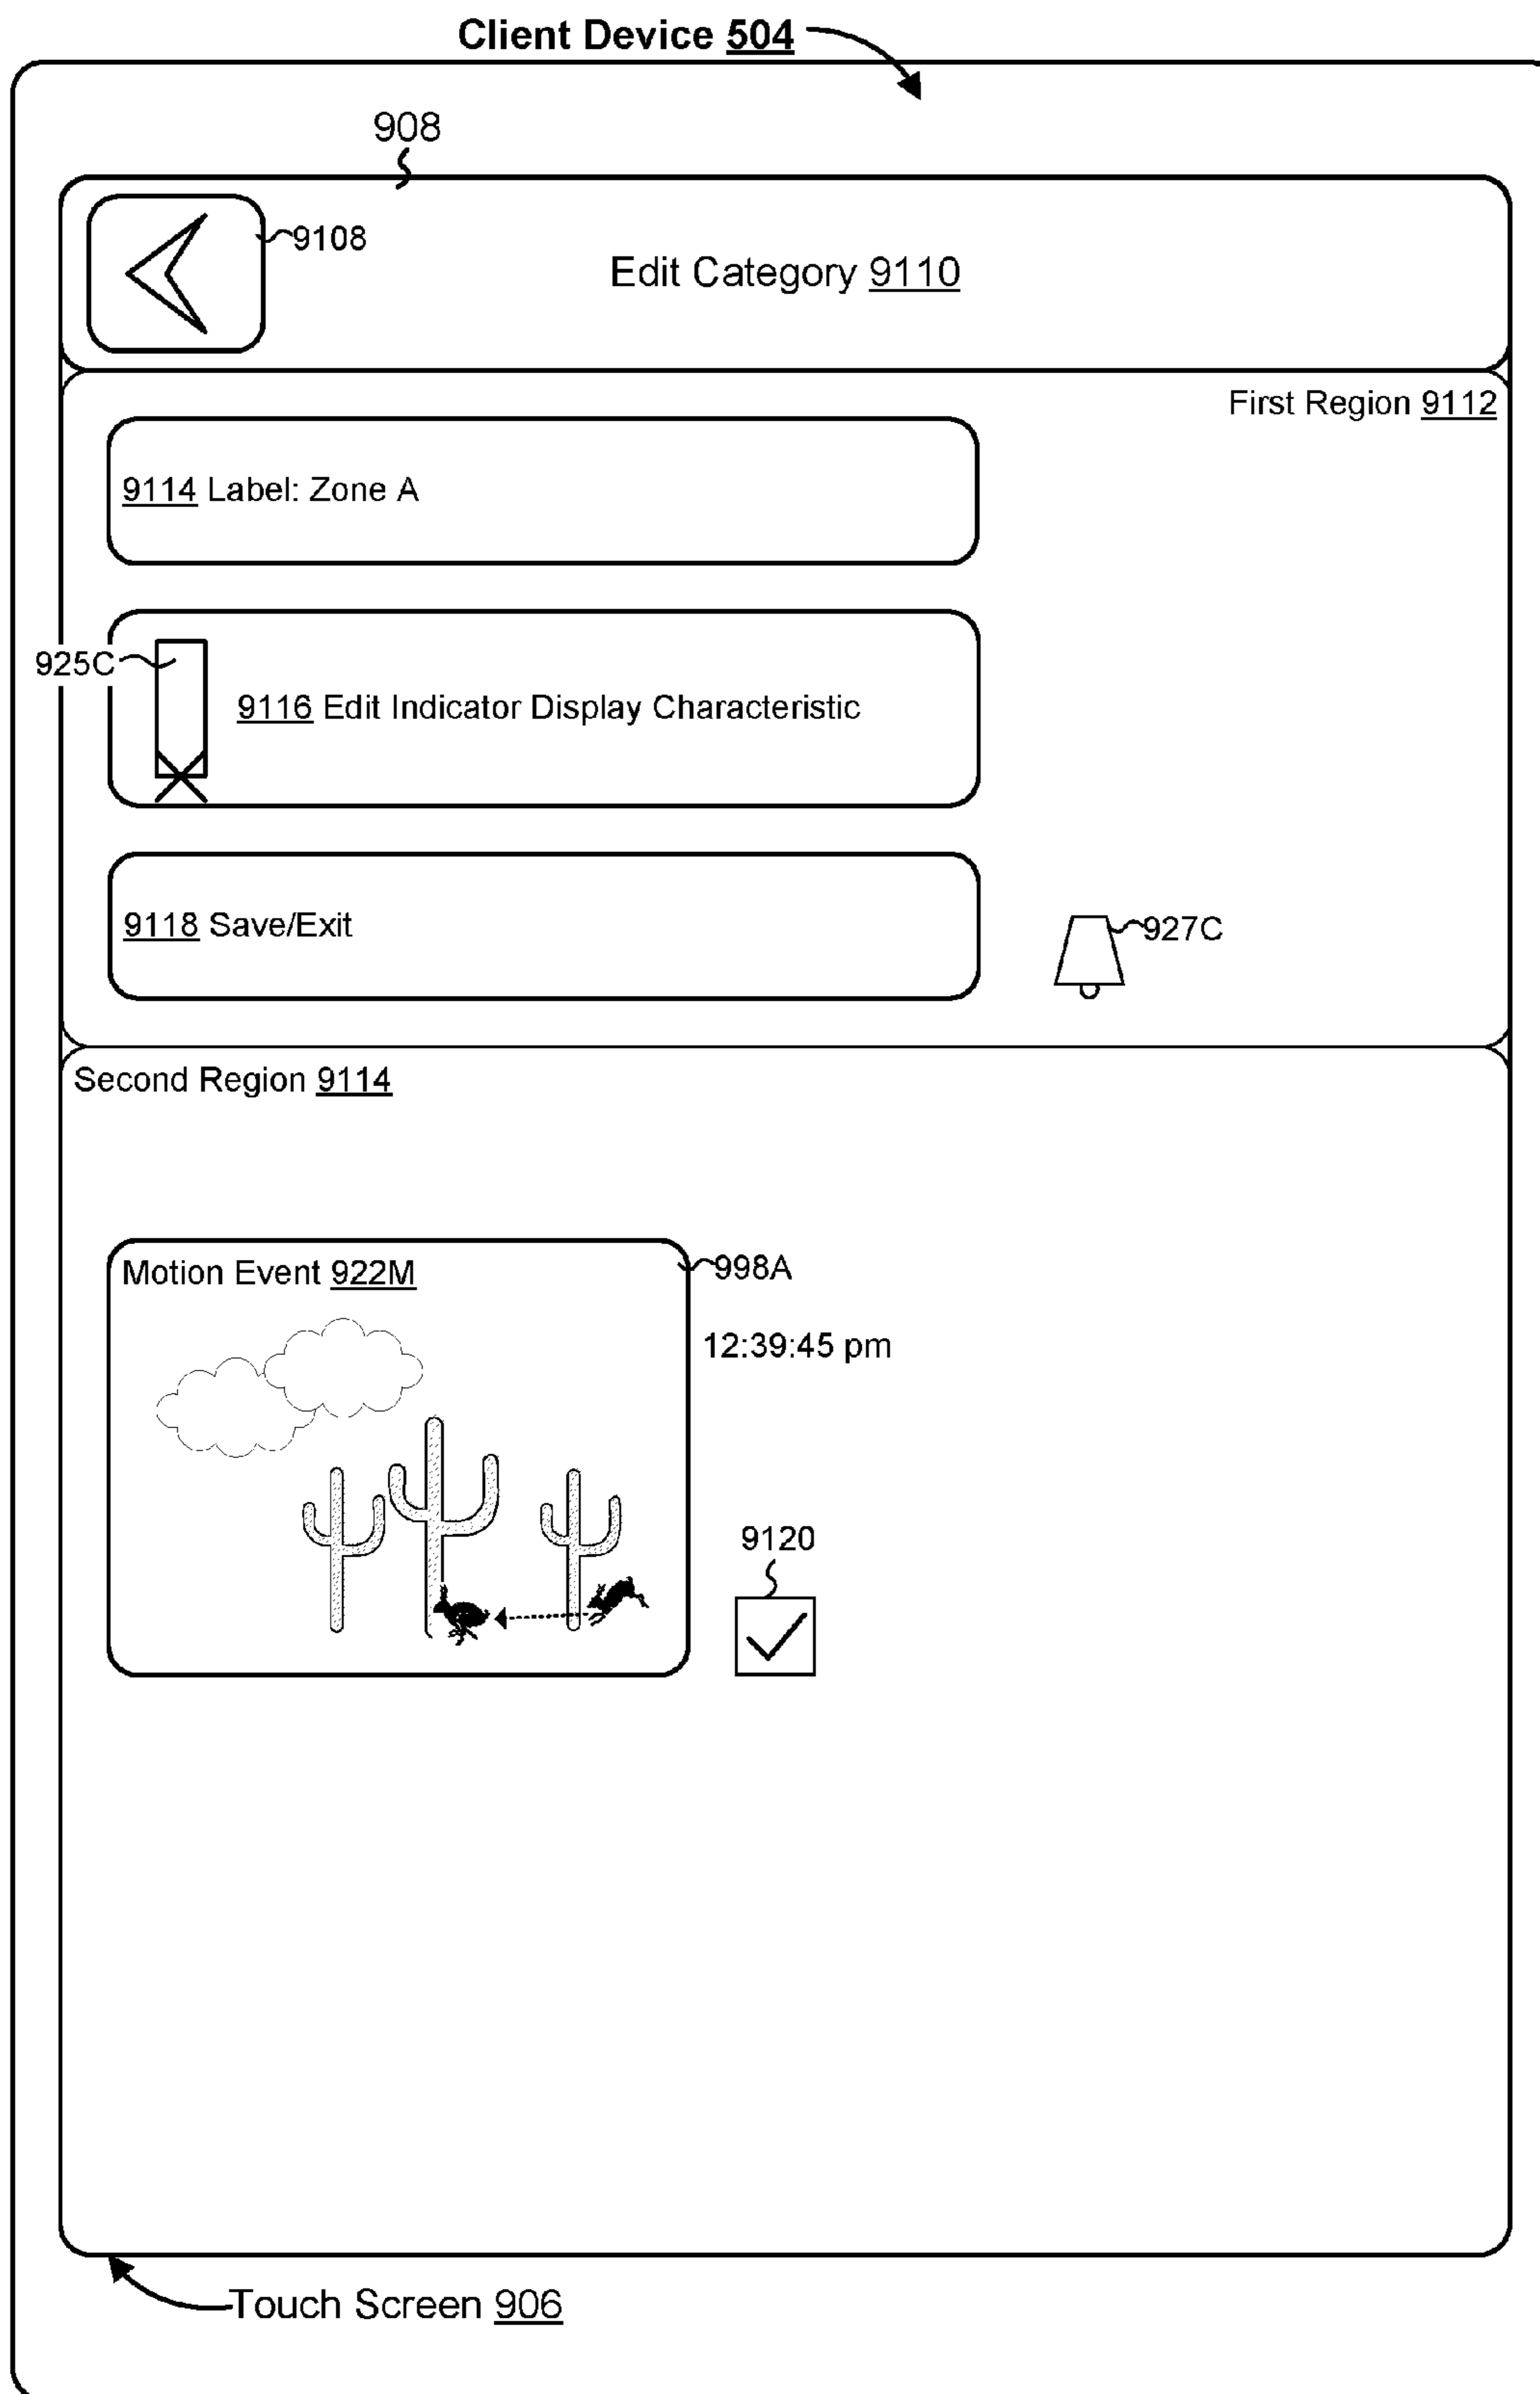 Client Device 504
908
9108
Edit Category 9110
First Region 9112
9114 Label: Zone A
925C
9116 Edit Indicator Display Characteristic
9118 Save/Exit
927C
Second Region 9114
Motion Event 922M
998A
12:39:45 pm
9120
Touch Screen 906